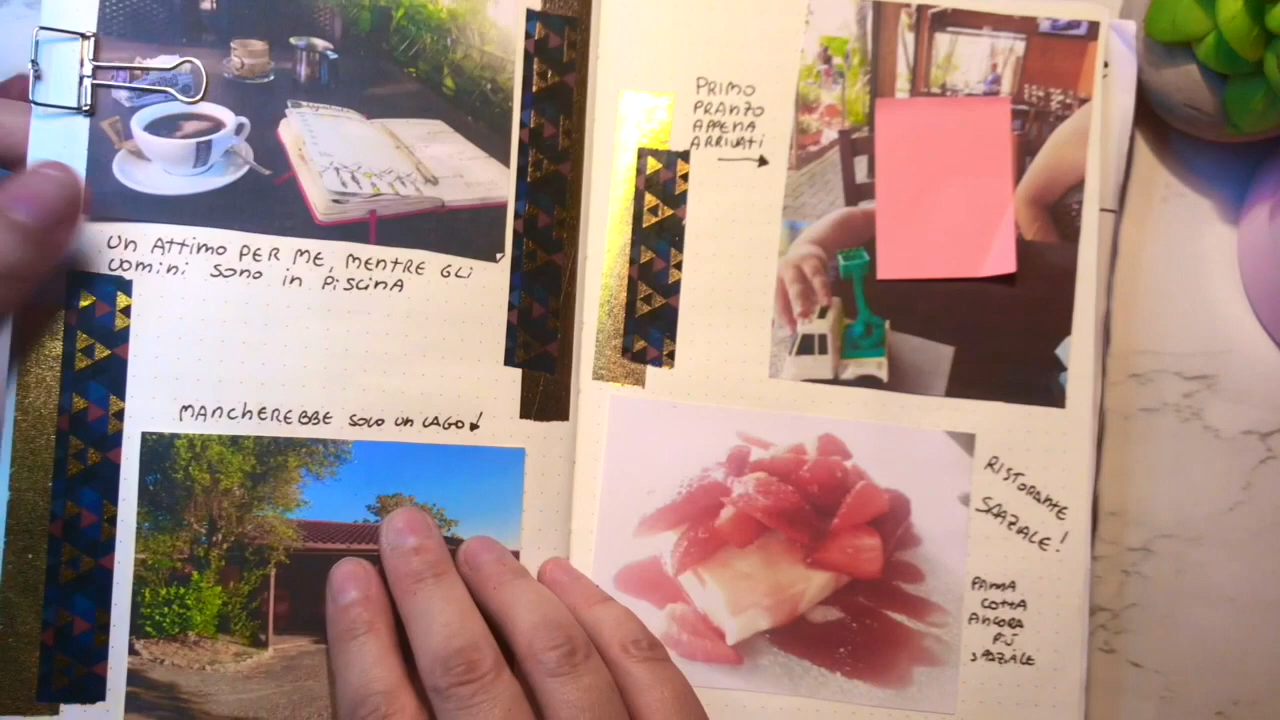 UN ATTIMO PER ME, MENTRE GLI
UOMINI SONO IN PISCINA
MANCHEREBBE SOLO UN LAGO
PRIMO
PRANZO
APPENA
ARRIVATI
RISTORANTE
SPAZIALE!
PANNA
COTTA
ANCORA
PIÙ
SPAZIALE